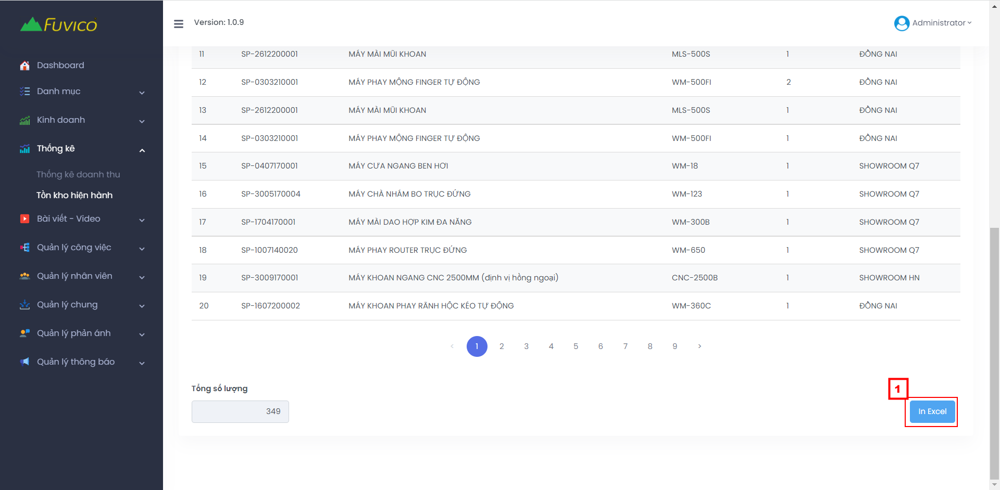 FUVICO
Version: 1.0.9
Administrator
Dashboard
Danh mục
Kinh doanh
Thống kê
Thống kê doanh thu
Tồn kho hiện hành
Bài viết - Video
Quản lý công việc
Quản lý nhân viên
Quản lý chung
Quản lý phản ánh
Quản lý thông báo
11 SP-2612200001 MÁY MÀI MŨI KHOAN MLS-500S 1 ĐỒNG NAI
12 SP-0303210001 MÁY PHAY MỘNG FINGER TỰ ĐỘNG WM-500FI 2 ĐỒNG NAI
13 SP-2612200001 MÁY MÀI MŨI KHOAN MLS-500S 1 ĐỒNG NAI
14 SP-0303210001 MÁY PHAY MỘNG FINGER TỰ ĐỘNG WM-500FI 1 ĐỒNG NAI
15 SP-0407170001 MÁY CƯA NGANG BEN HƠI WM-18 1 SHOWROOM Q7
16 SP-3005170004 MÁY CHÀ NHÁM BO TRỤC ĐỨNG WM-123 1 SHOWROOM Q7
17 SP-1704170001 MÁY MÀI DAO HỢP KIM ĐA NĂNG WM-300B 1 SHOWROOM Q7
18 SP-1007140020 MÁY PHAY ROUTER TRỤC ĐỨNG WM-650 1 SHOWROOM Q7
19 SP-3009170001 MÁY KHOAN NGANG CNC 2500MM (định vị hồng ngoại) CNC-2500B 1 SHOWROOM HN
20 SP-1607200002 MÁY KHOAN PHAY RÃNH HỘC KÉO TỰ ĐỘNG WM-360C 1 ĐỒNG NAI
< 1 2 3 4 5 6 7 8 9 >
Tổng số lượng
349
1
In Excel